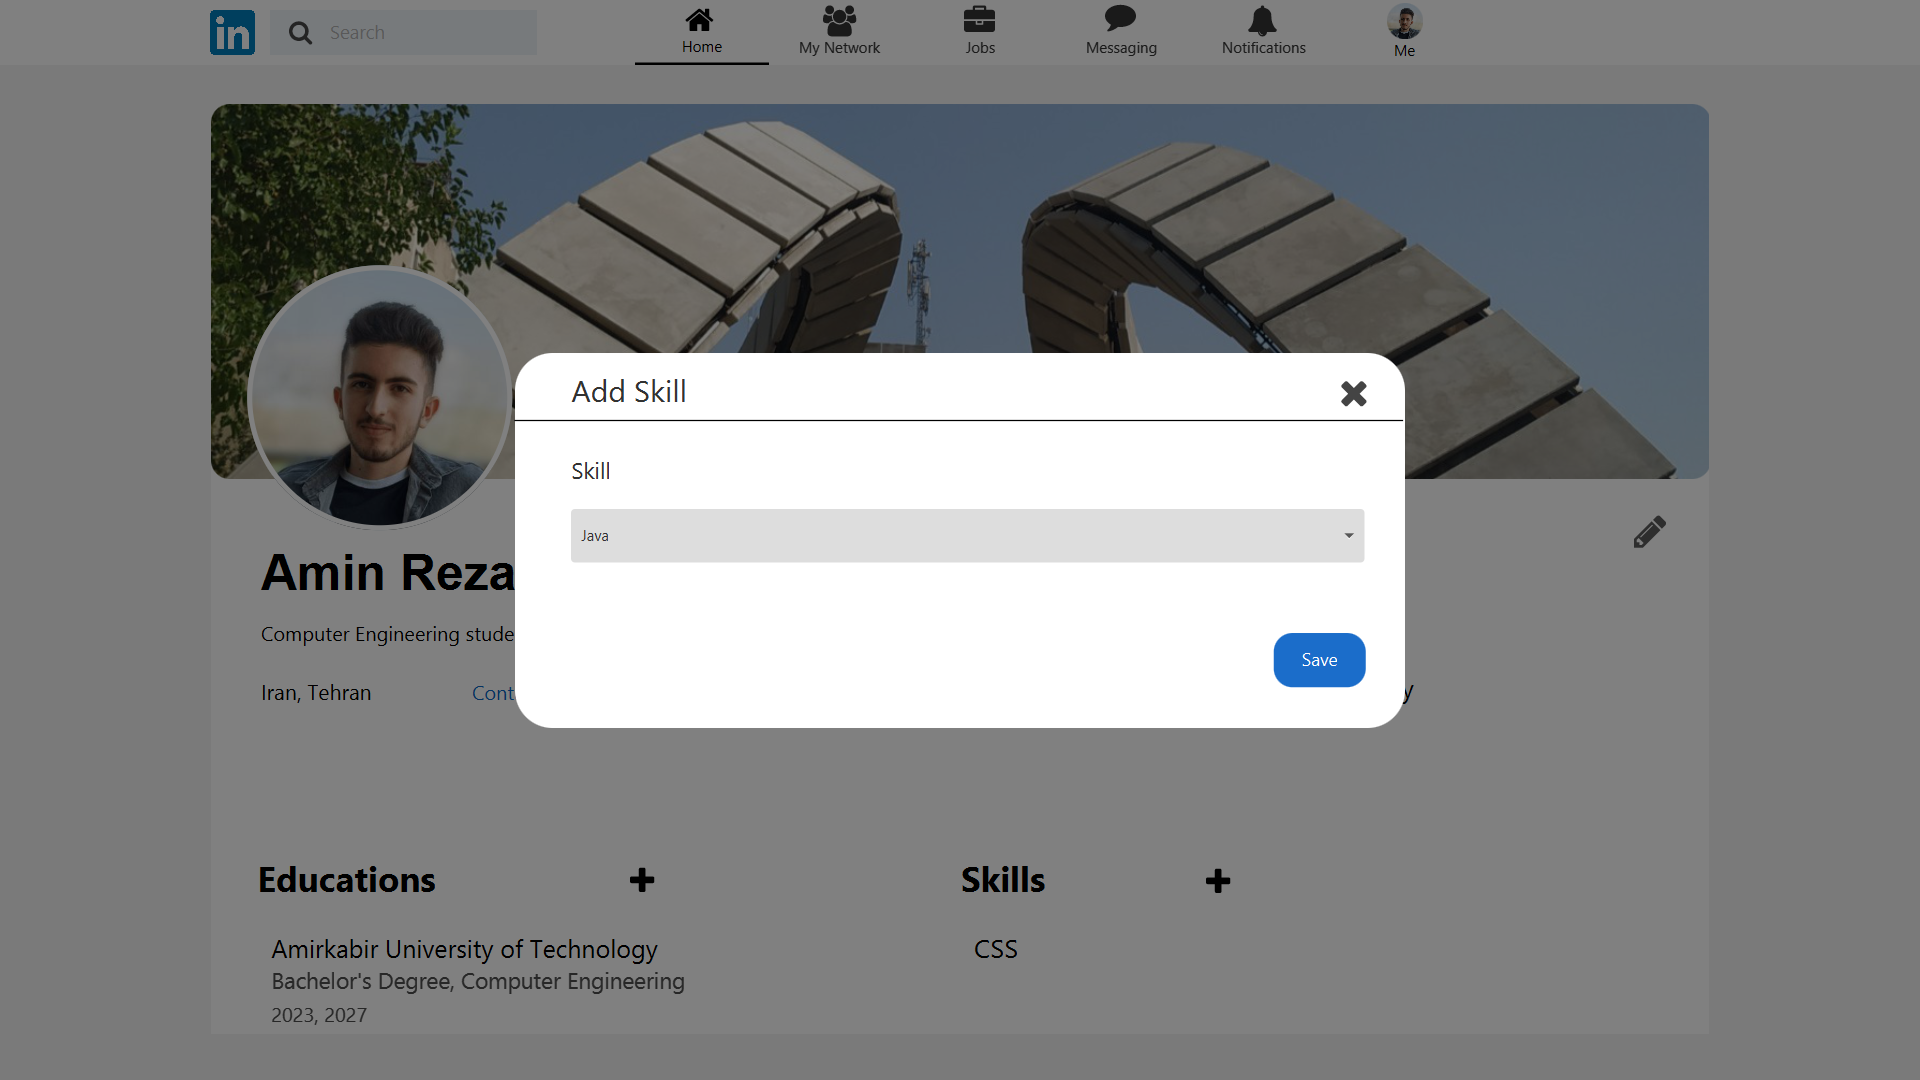 in
Search
Home
My Network
Jobs
Messaging
Notifications
Me
Add Skill
Skill
Java
Save
Amin Reza
Computer Engineering stude
Iran, Tehran
Cont
y
Educations
Amirkabir University of Technology
Bachelor's Degree, Computer Engineering
2023, 2027
Skills
CSS